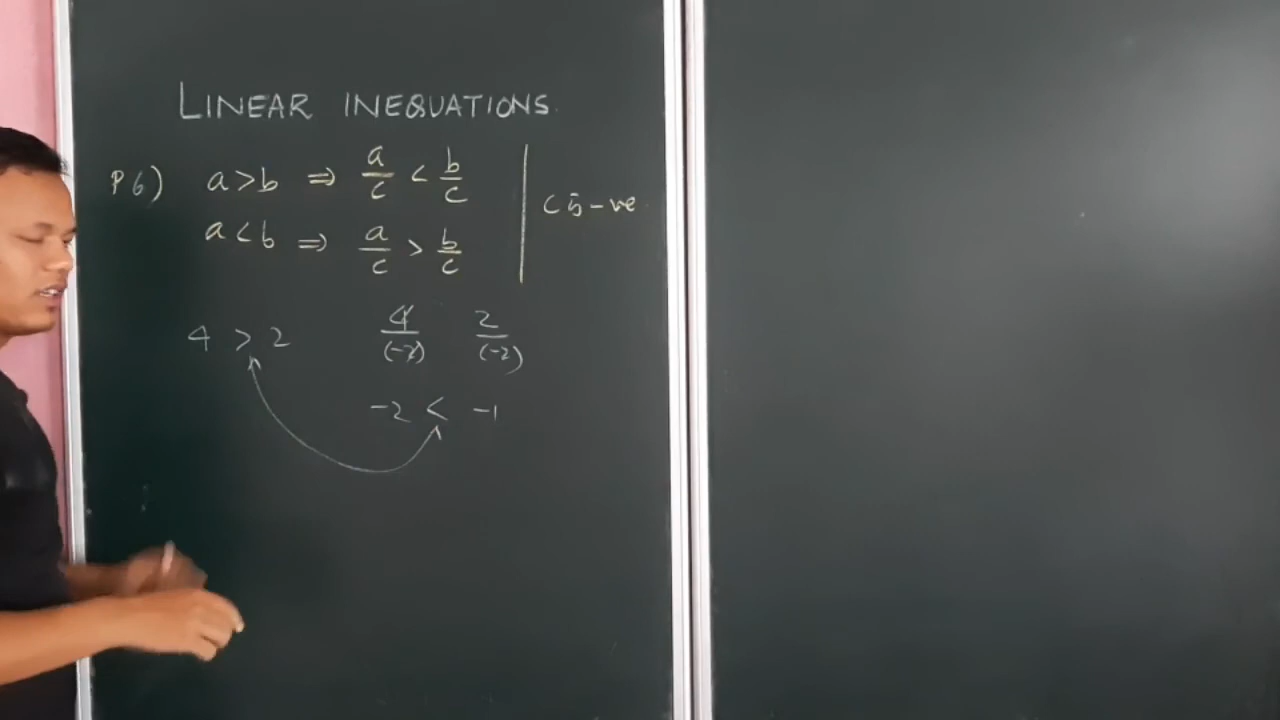 LINEAR INEQUATIONS.
P6) a>b ⇒ a/c < b/c
a<b ⇒ a/c > b/c
c is -ve
4 > 2 4/(-2) 2/(-2)
-2 < -1